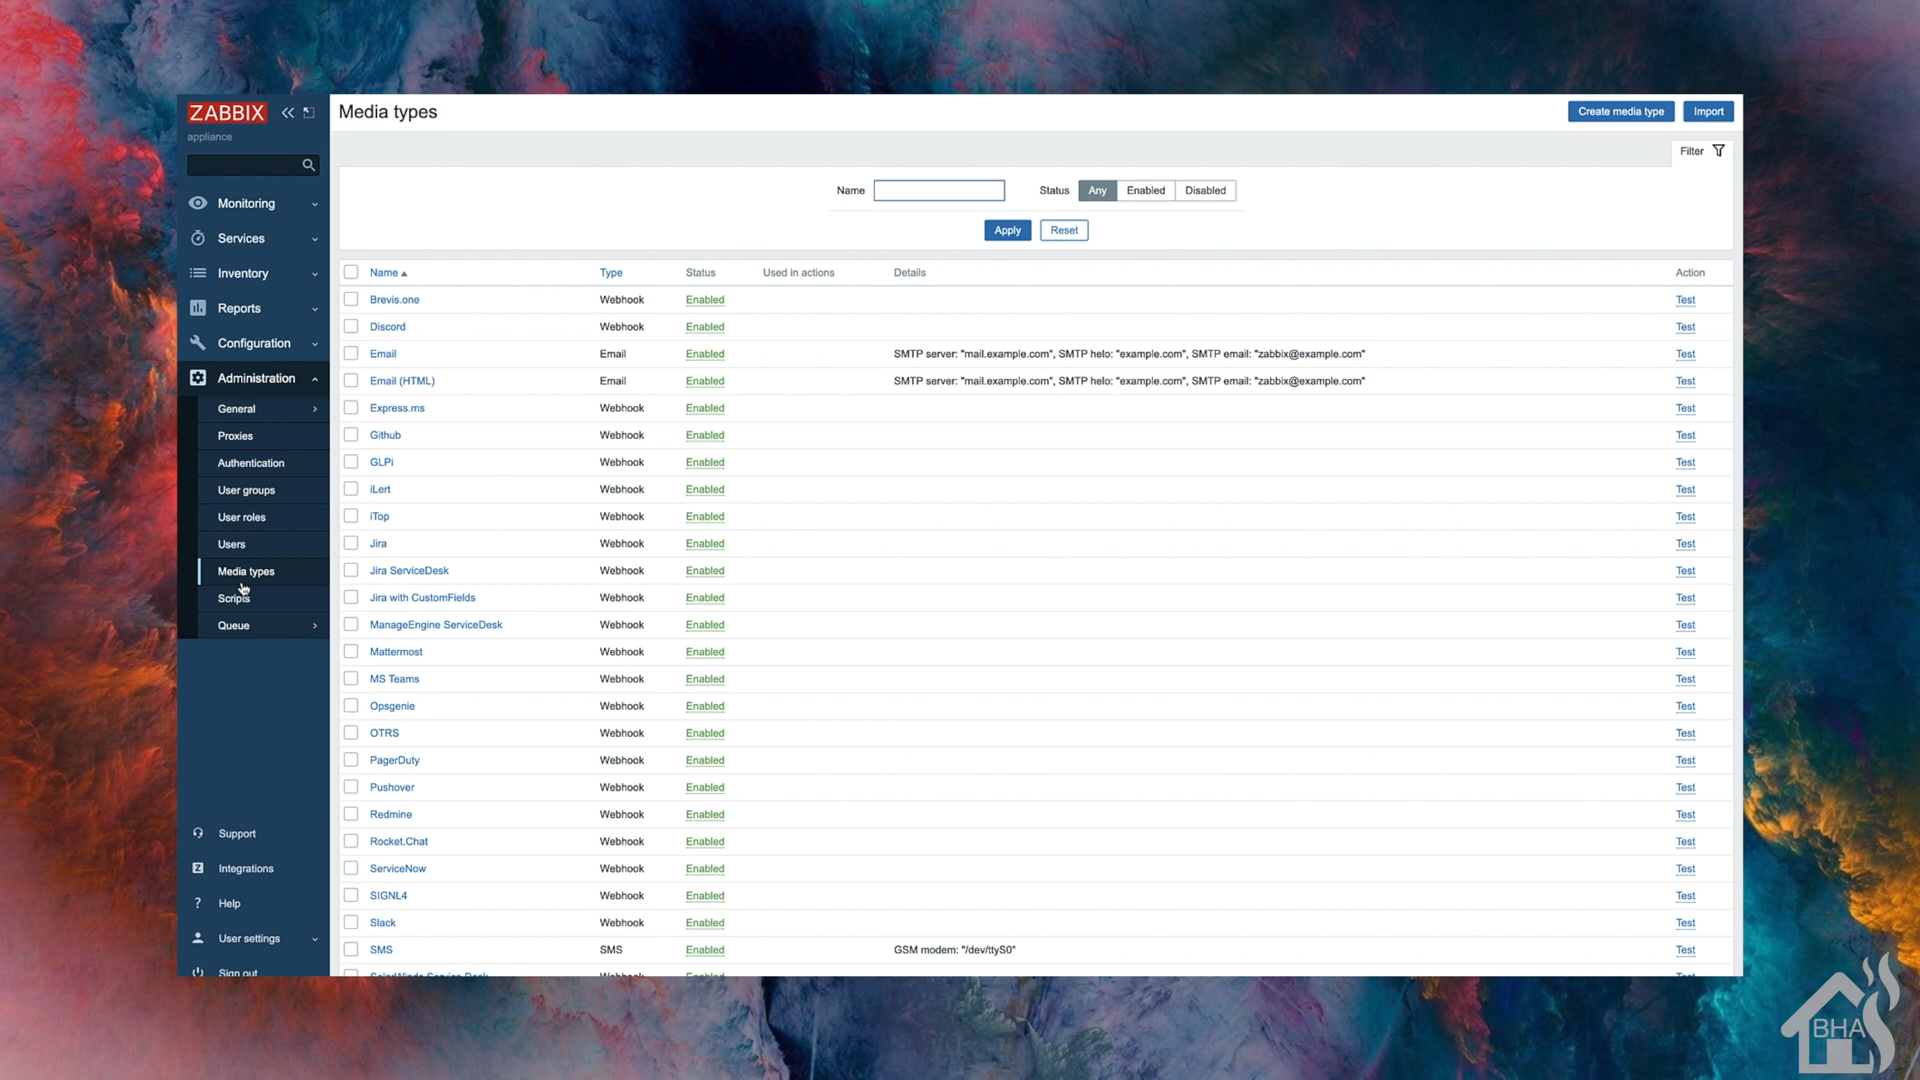 ZABBIX
appliance
Monitoring
Services
Inventory
Reports
Configuration
Administration
General
Proxies
Authentication
User groups
User roles
Users
Media types
Scripts
Queue
Support
Integrations
? Help
User settings
Sign out
Media types
Create media type Import
Filter
Name Status Any Enabled Disabled
Apply Reset
Name Type Status Used in actions Details Action
Brevis.one Webhook Enabled Test
Discord Webhook Enabled Test
Email Email Enabled SMTP server: "mail.example.com", SMTP helo: "example.com", SMTP email: "zabbix@example.com" Test
Email (HTML) Email Enabled SMTP server: "mail.example.com", SMTP helo: "example.com", SMTP email: "zabbix@example.com" Test
Express.ms Webhook Enabled Test
Github Webhook Enabled Test
GLPi Webhook Enabled Test
iLert Webhook Enabled Test
iTop Webhook Enabled Test
Jira Webhook Enabled Test
Jira ServiceDesk Webhook Enabled Test
Jira with CustomFields Webhook Enabled Test
ManageEngine ServiceDesk Webhook Enabled Test
Mattermost Webhook Enabled Test
MS Teams Webhook Enabled Test
Opsgenie Webhook Enabled Test
OTRS Webhook Enabled Test
PagerDuty Webhook Enabled Test
Pushover Webhook Enabled Test
Redmine Webhook Enabled Test
Rocket.Chat Webhook Enabled Test
ServiceNow Webhook Enabled Test
SIGNL4 Webhook Enabled Test
Slack Webhook Enabled Test
SMS SMS Enabled GSM modem: "/dev/ttyS0" Test
SolarWinds Service Desk Webhook Enabled Test
BHA